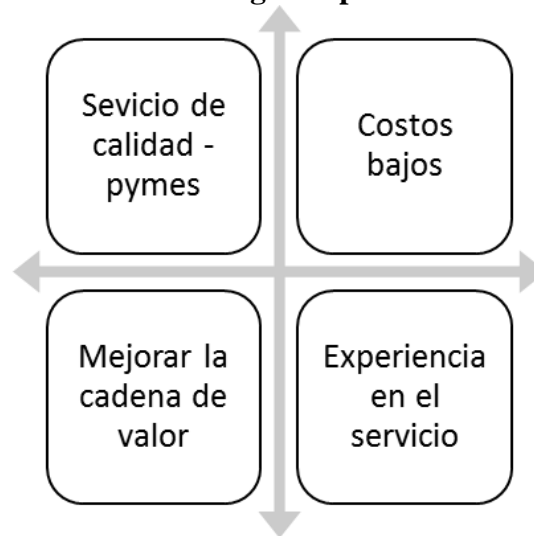 Sevicio de
calidad -
pymes
Costos
bajos
Mejorar la
cadena de
valor
Experiencia
en el
servicio